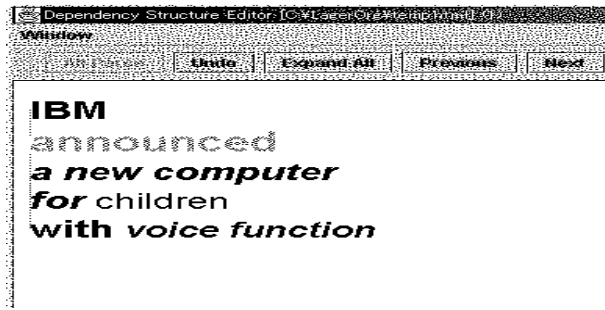 Dependency Structure Editor
Window
Undo Expand All Previous Next
IBM
announced
a new computer
for children
with voice function